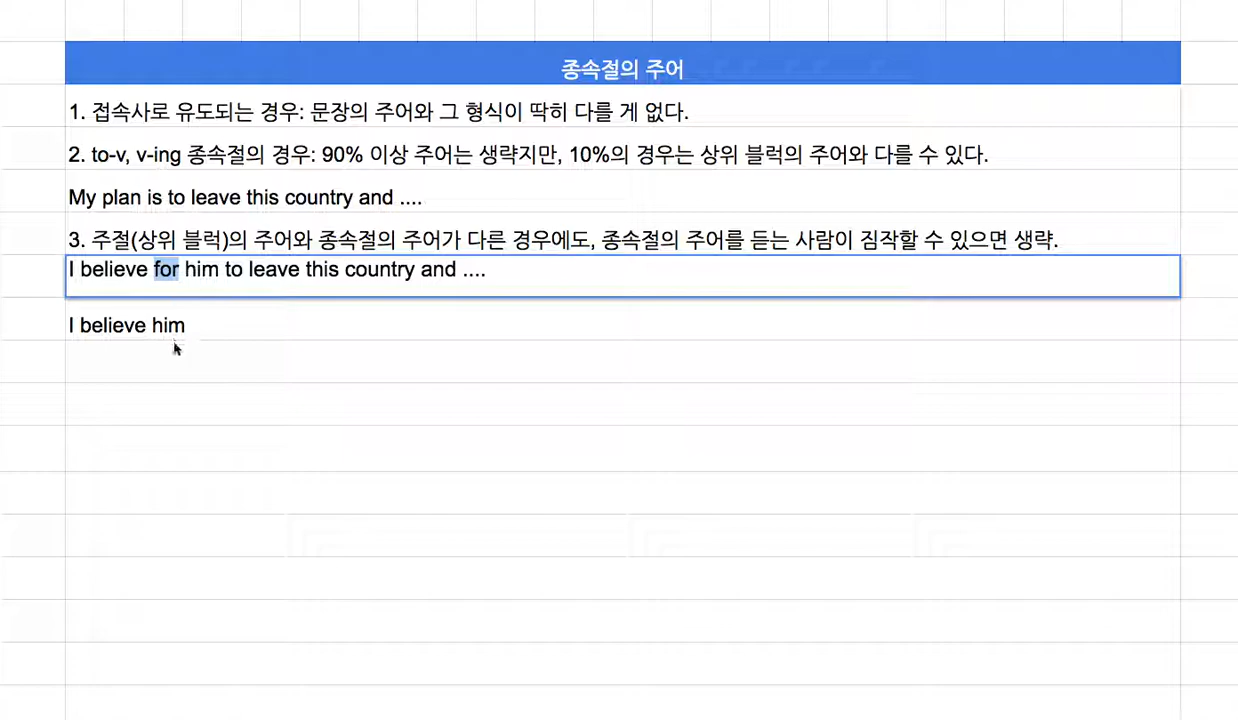 종속절의 주어
1. 접속사로 유도되는 경우: 문장의 주어와 그 형식이 딱히 다를 게 없다.
2. to-v, v-ing 종속절의 경우: 90% 이상 주어는 생략지만, 10%의 경우는 상위 블럭의 주어와 다를 수 있다.
My plan is to leave this country and ....
3. 주절(상위 블럭)의 주어와 종속절의 주어가 다른 경우에도, 종속절의 주어를 듣는 사람이 짐작할 수 있으면 생략.
I believe for him to leave this country and ....
I believe him